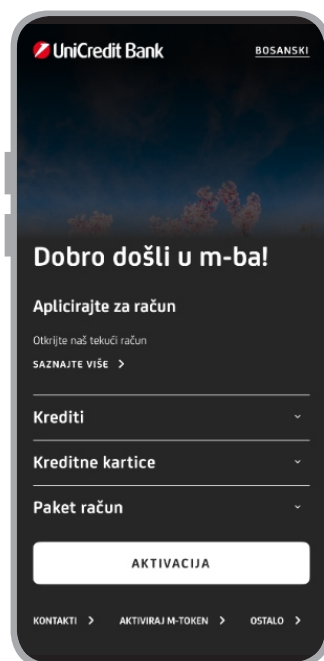 UniCredit Bank
BOSANSKI
Dobro došli u m-ba!
Aplicirajte za račun
Otkrijte naš tekući račun
SAZNAJTE VIŠE
Krediti
Kreditne kartice
Paket račun
AKTIVACIJA
KONTAKTI AKTIVIRAJ M-TOKEN OSTALO